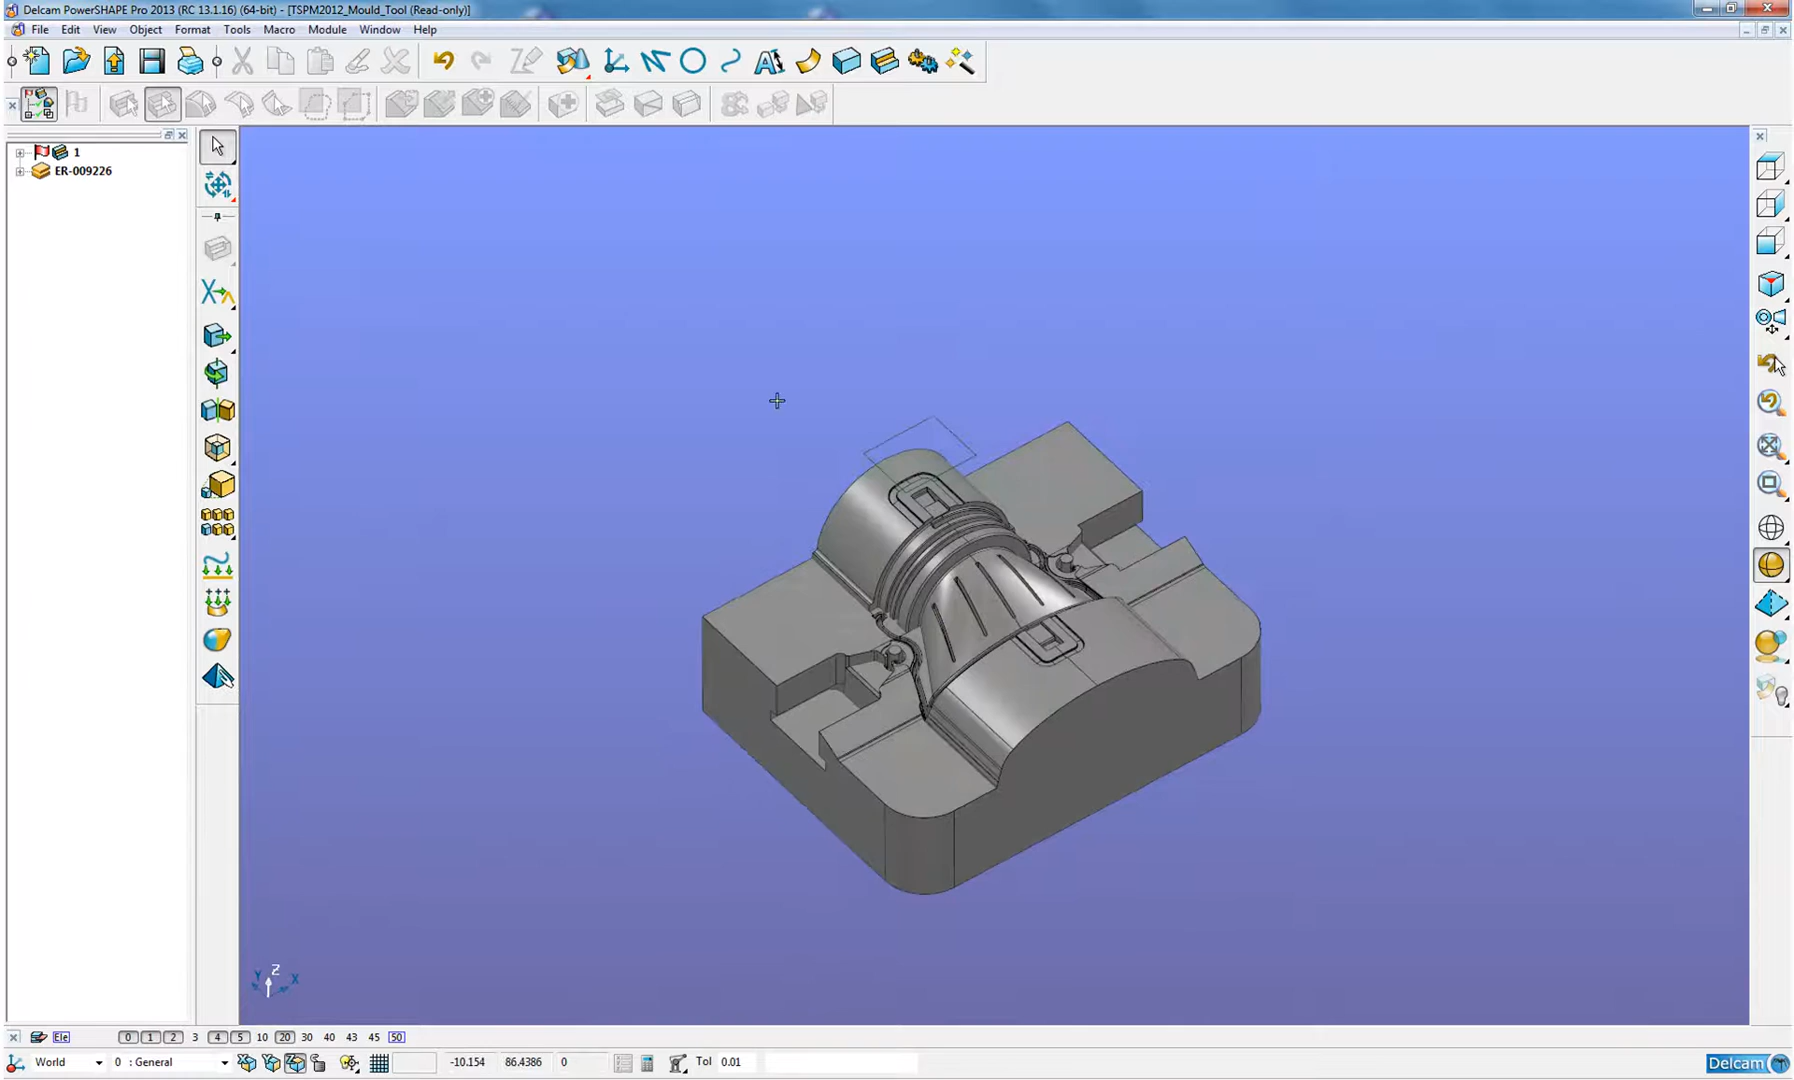 Delcam PowerSHAPE Pro 2013 (RC 13.1.16) (64-bit) - [TSPM2012_Mould_Tool (Read-only)]
File Edit View Object Format Tools Macro Module Window Help
1
ER-009226
Z
Y X
Ele 0 1 2 3 4 5 10 20 30 40 43 45 50
World 0 : General -10.154 86.4386 0 Tol 0.01 Delcam